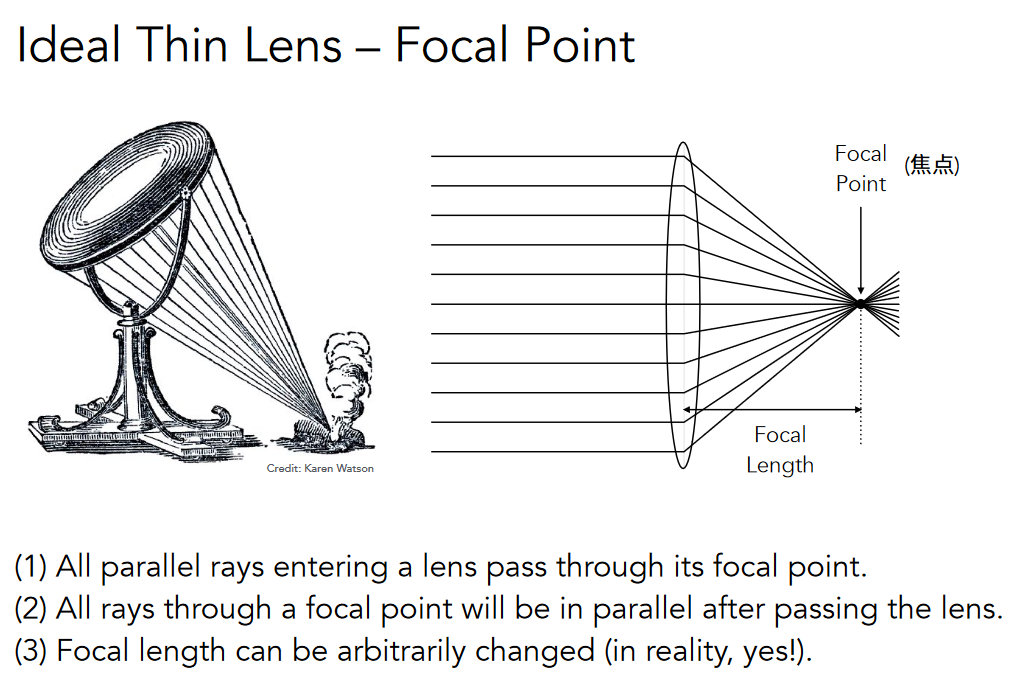 Ideal Thin Lens – Focal Point
Focal
Point
(焦点)
Focal
Length
Credit: Karen Watson
(1) All parallel rays entering a lens pass through its focal point.
(2) All rays through a focal point will be in parallel after passing the lens.
(3) Focal length can be arbitrarily changed (in reality, yes!).